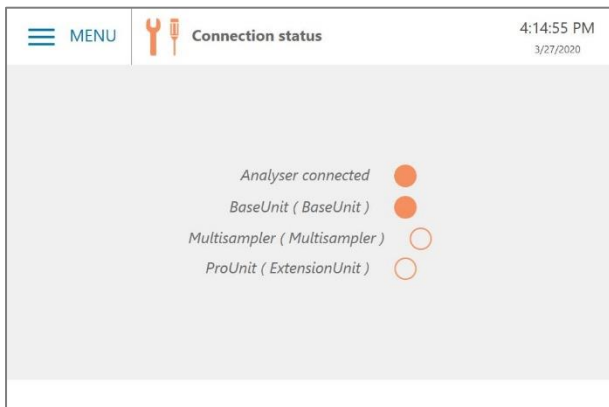 MENU
Connection status
4:14:55 PM
3/27/2020
Analyser connected
BaseUnit ( BaseUnit )
Multisampler ( Multisampler )
ProUnit ( ExtensionUnit )